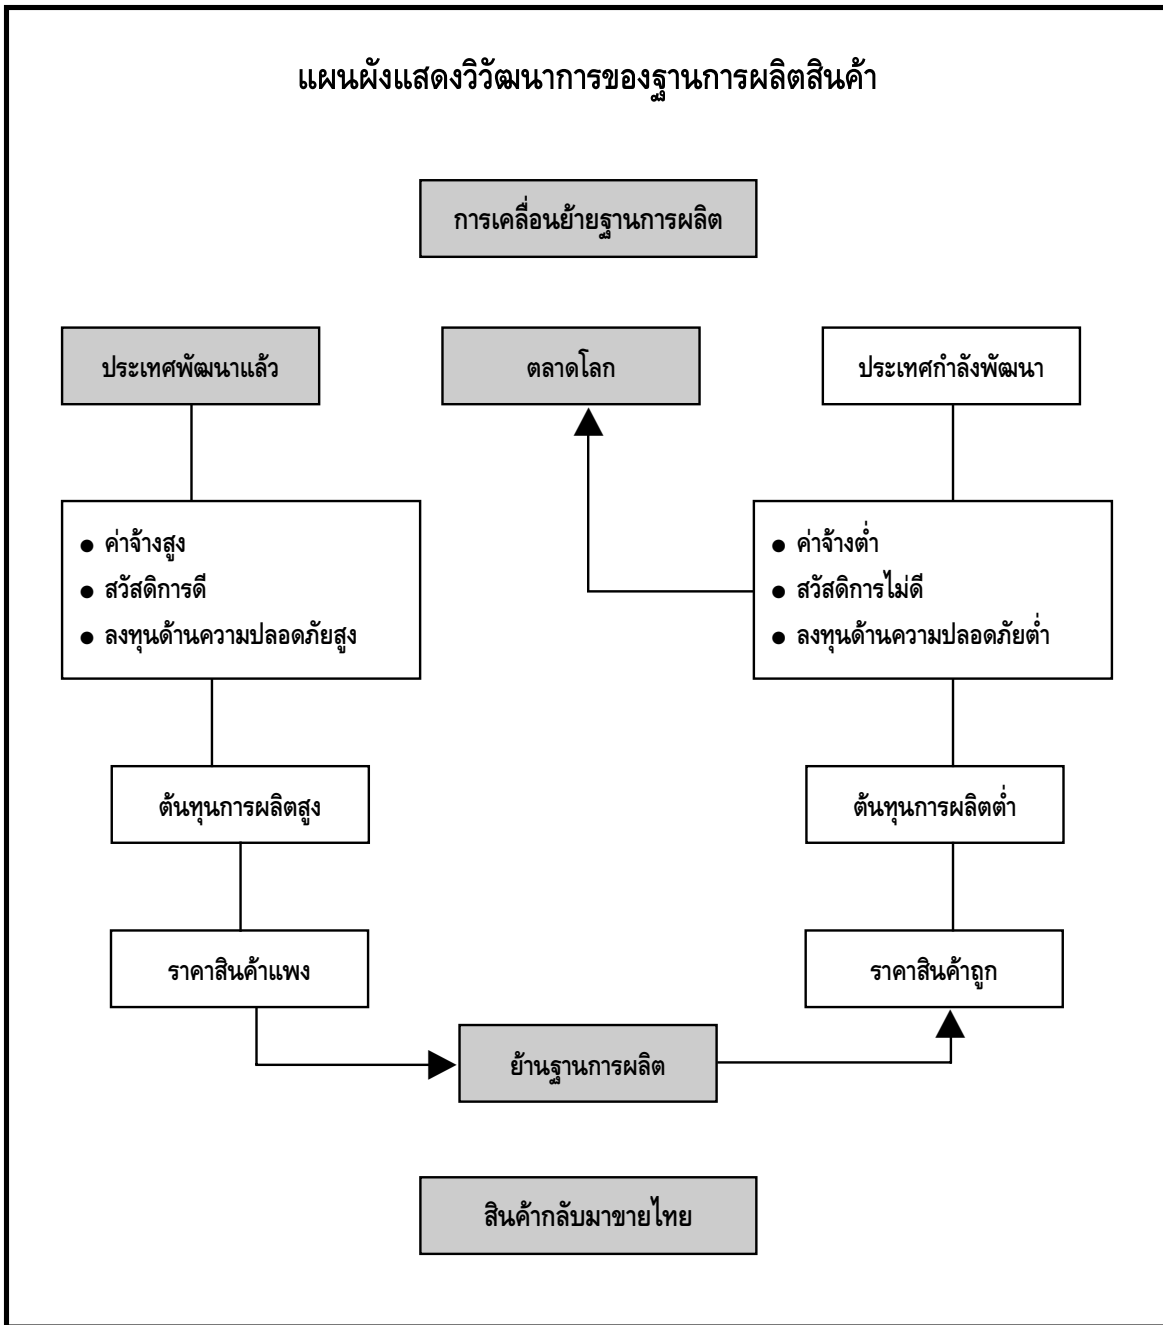 แผนผังแสดงวิวัฒนาการของฐานการผลิตสินค้า
การเคลื่อนย้ายฐานการผลิต
ประเทศพัฒนาแล้ว
ตลาดโลก
ประเทศกำลังพัฒนา
● ค่าจ้างสูง
● สวัสดิการดี
● ลงทุนด้านความปลอดภัยสูง
● ค่าจ้างต่ำ
● สวัสดิการไม่ดี
● ลงทุนด้านความปลอดภัยต่ำ
ต้นทุนการผลิตสูง
ต้นทุนการผลิตต่ำ
ราคาสินค้าแพง
ราคาสินค้าถูก
ย้านฐานการผลิต
สินค้ากลับมาขายไทย